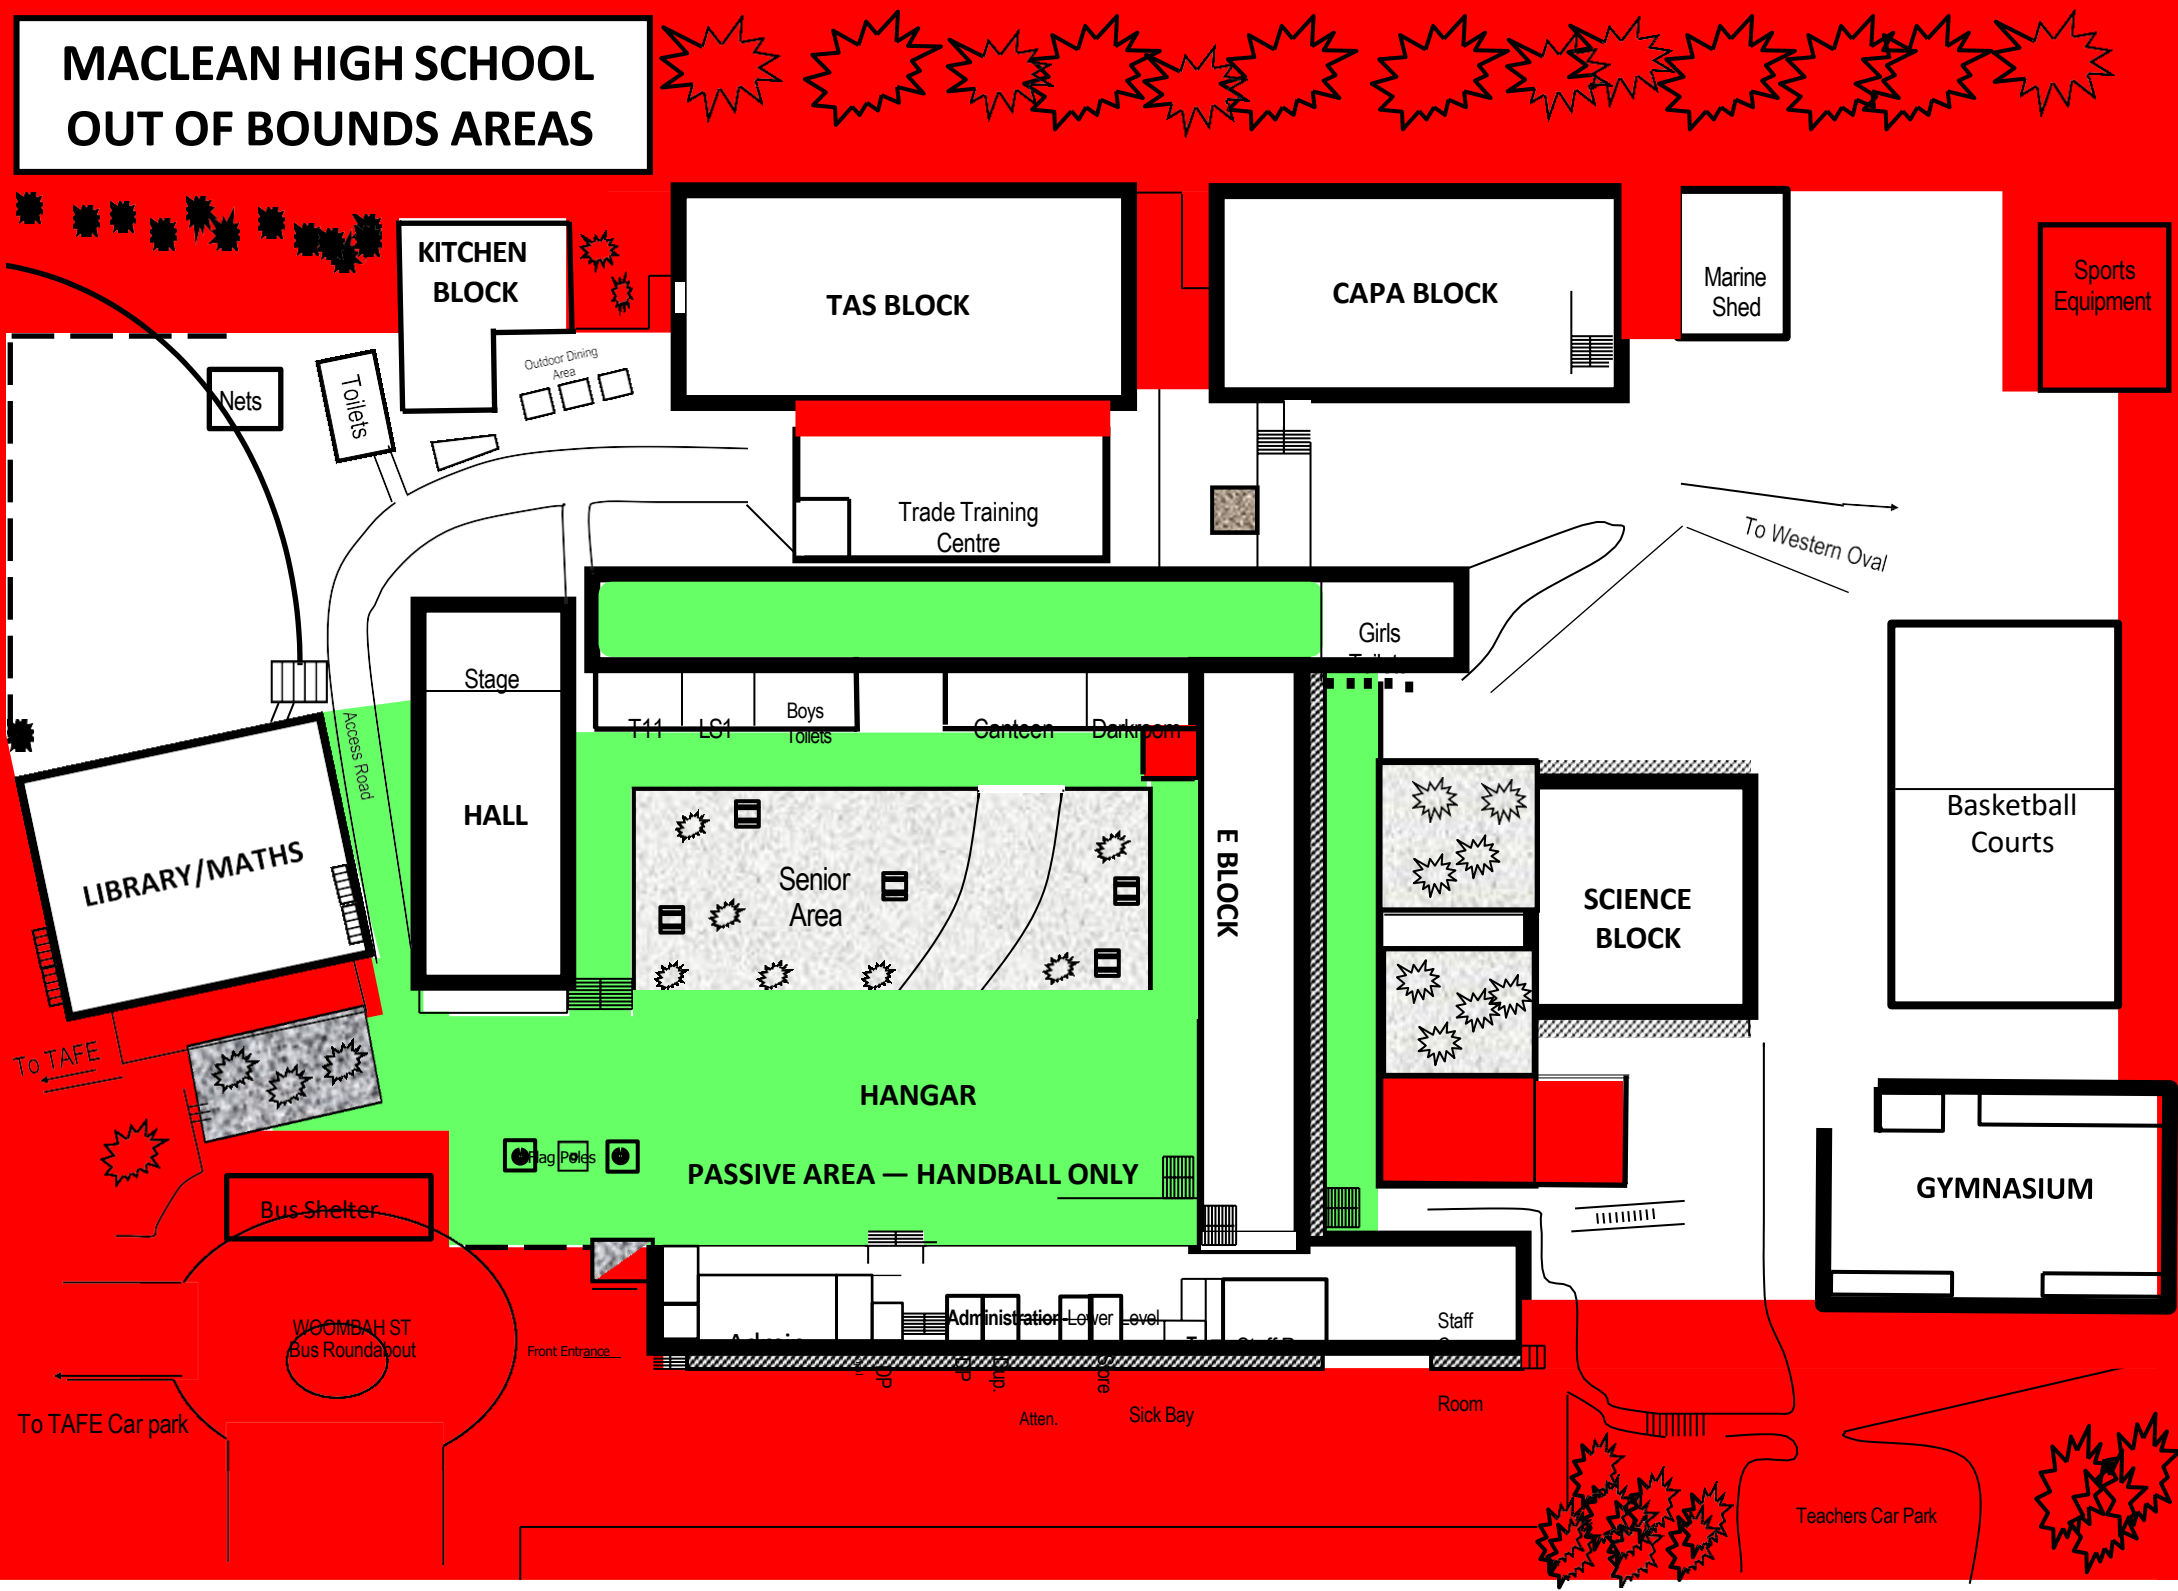 MACLEAN HIGH SCHOOL
OUT OF BOUNDS AREAS
KITCHEN
BLOCK
TAS BLOCK
CAPA BLOCK
Marine
Shed
Sports
Equipment
Outdoor Dining
Area
Nets
Toilets
Trade Training
Centre
To Western Oval
Girls
Stage
T11
LS1
Boys
Toilets
Canteen
Darkroom
Access Road
HALL
LIBRARY/MATHS
Senior
Area
E BLOCK
SCIENCE
BLOCK
Basketball
Courts
To TAFE
HANGAR
Flag Poles
PASSIVE AREA — HANDBALL ONLY
GYMNASIUM
Bus Shelter
WOOMBAH ST
Bus Roundabout
Front Entrance
Administration-Lower Level
Staff
DP
DP
Sup.
Store
Atten.
Sick Bay
Room
To TAFE Car park
Teachers Car Park